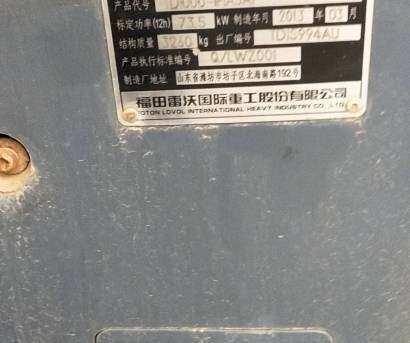 产品代号
标定功率(12h) 73.5 kW 制造年月 2013 年 03 月
结构质量 3260 kg 出厂编号 TD15994AU
产品执行标准编号 Q/LWZ001
制造厂地址 山东省潍坊市坊子区北海南路192号
福田雷沃国际重工股份有限公司
FOTON LOVOL INTERNATIONAL HEAVY INDUSTRY CO.,LTD.